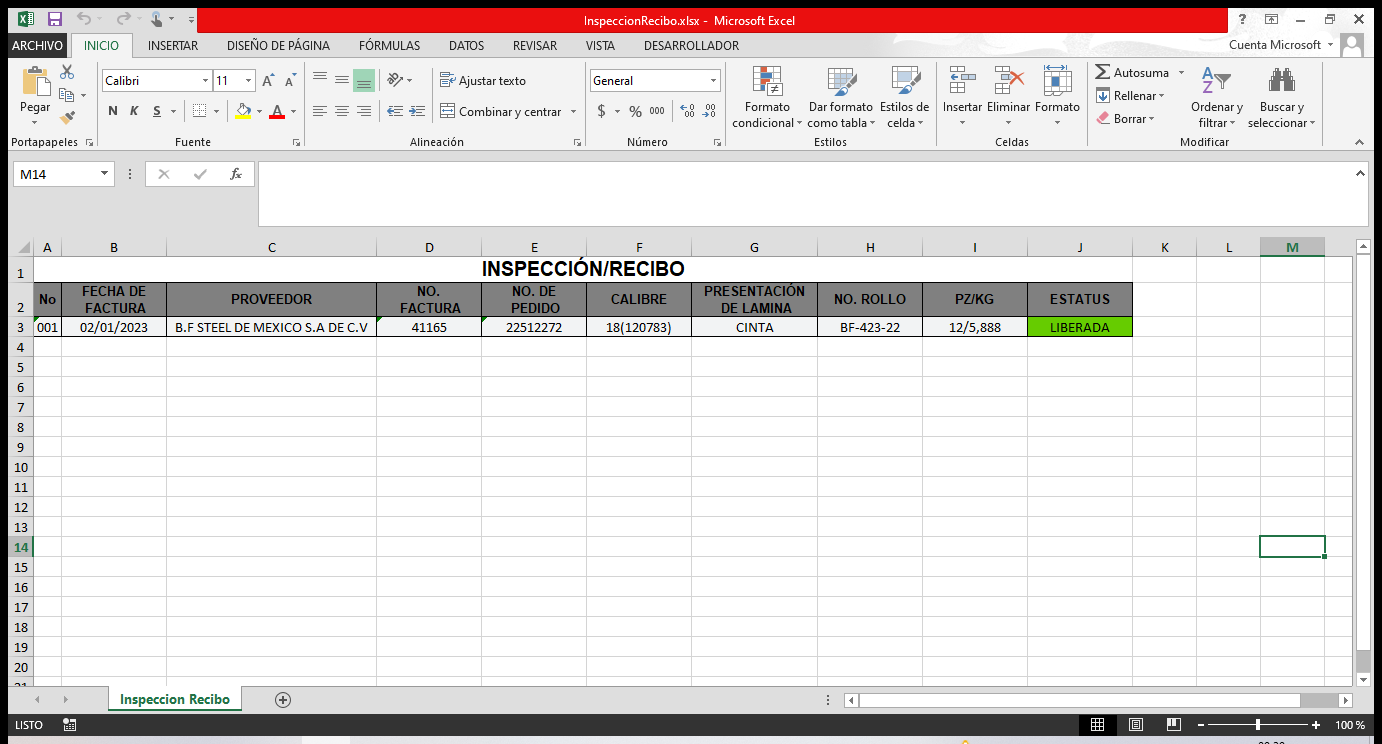 InspeccionRecibo.xlsx - Microsoft Excel
ARCHIVO INICIO INSERTAR DISEÑO DE PÁGINA FÓRMULAS DATOS REVISAR VISTA DESARROLLADOR Cuenta Microsoft
Pegar
Portapapeles
Calibri 11
N K S
Fuente
Ajustar texto
Combinar y centrar
Alineación
General
$ % 000
Número
Formato condicional
Dar formato como tabla
Estilos de celda
Estilos
Insertar Eliminar Formato
Celdas
Autosuma
Rellenar
Borrar
Ordenar y filtrar
Buscar y seleccionar
Modificar
M14 fx
A B C D E F G H I J K L M
1 INSPECCIÓN/RECIBO
2 No FECHA DE FACTURA PROVEEDOR NO. FACTURA NO. DE PEDIDO CALIBRE PRESENTACIÓN DE LAMINA NO. ROLLO PZ/KG ESTATUS
3 001 02/01/2023 B.F STEEL DE MEXICO S.A DE C.V 41165 22512272 18(120783) CINTA BF-423-22 12/5,888 LIBERADA
4
5
6
7
8
9
10
11
12
13
14
15
16
17
18
19
20
Inspeccion Recibo
LISTO 100 %